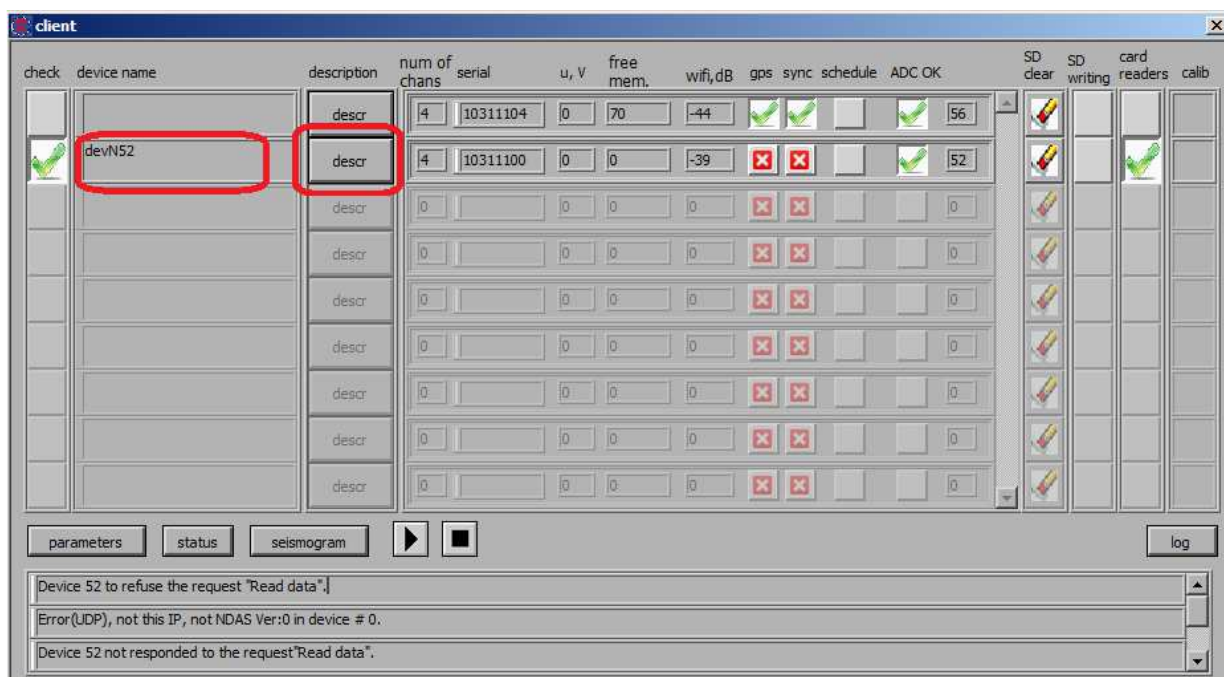 client
check device name description num of chans serial u, V free mem. wifi,dB gps sync schedule ADC OK SD clear SD writing card readers calib
descr 4 10311104 0 70 -44 56
devN52 descr 4 10311100 0 0 -39 52
descr 0 0 0 0 0
descr 0 0 0 0 0
descr 0 0 0 0 0
descr 0 0 0 0 0
descr 0 0 0 0 0
descr 0 0 0 0 0
descr 0 0 0 0 0
parameters status seismogram log
Device 52 to refuse the request "Read data".
Error(UDP), not this IP, not NDAS Ver:0 in device # 0.
Device 52 not responded to the request"Read data".